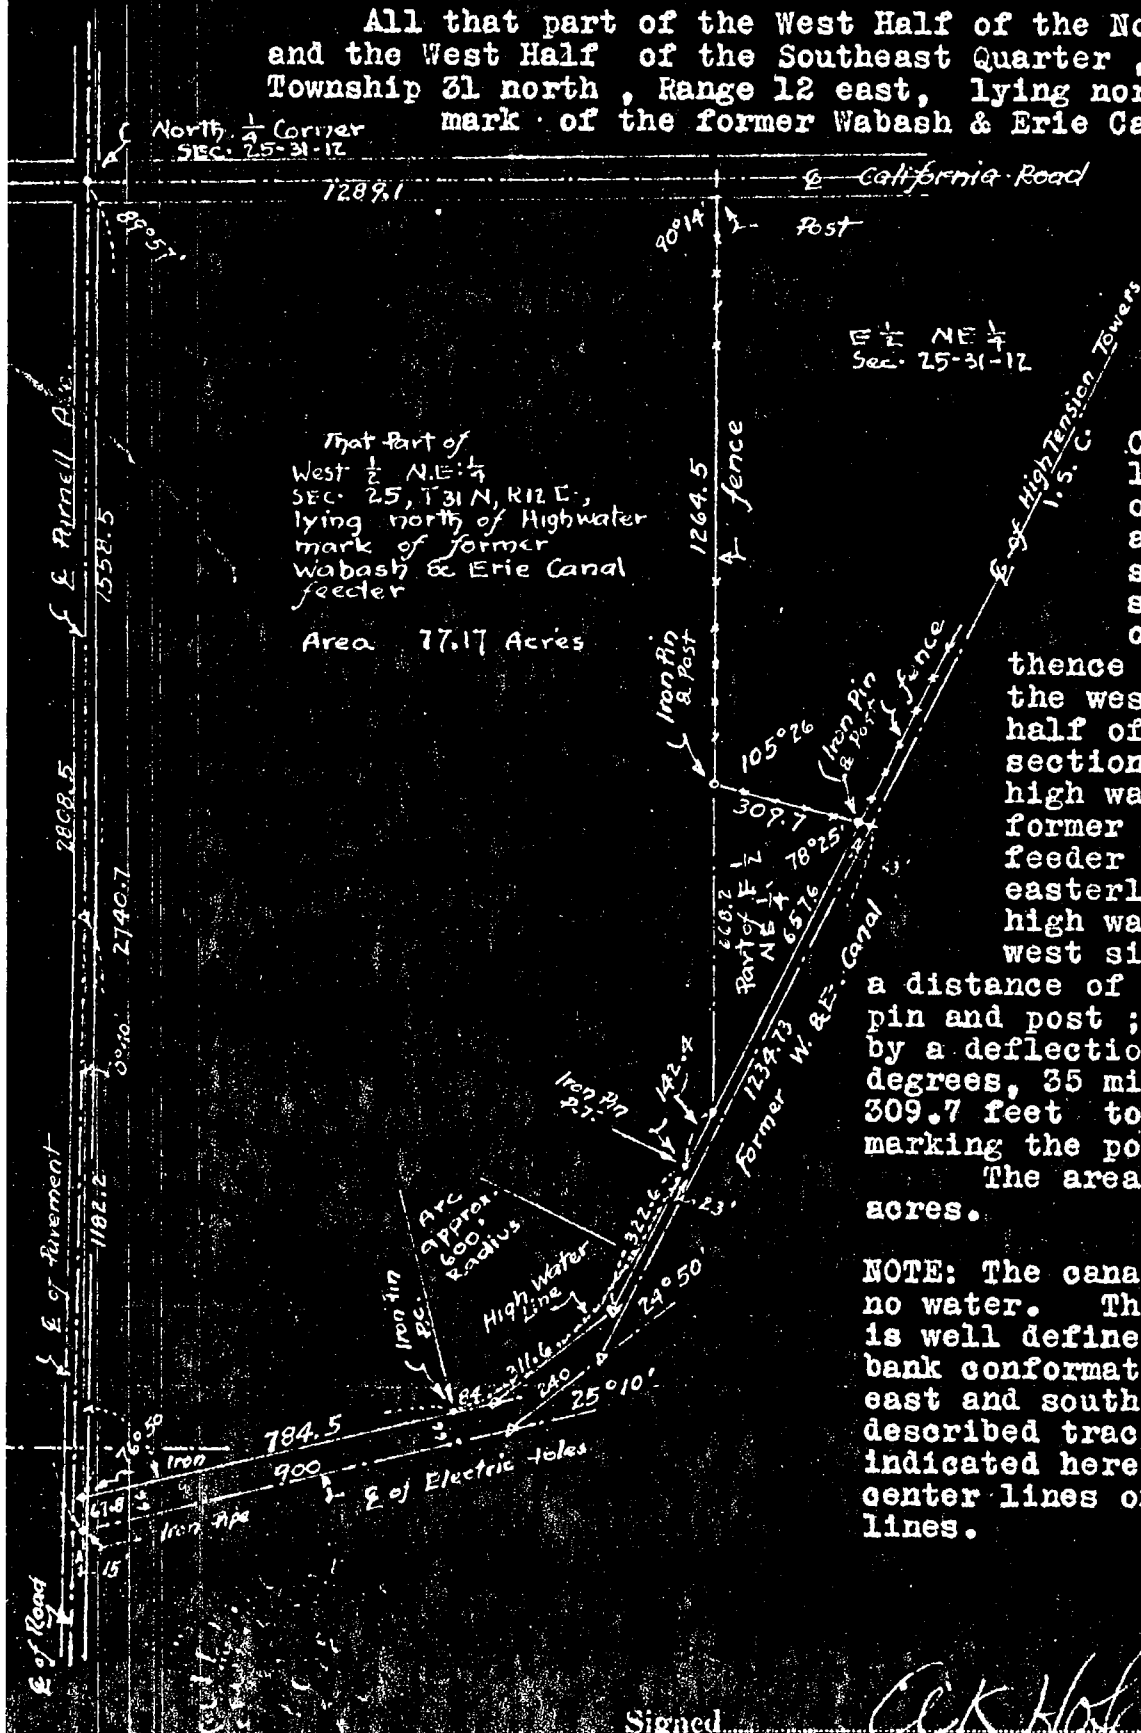 All that part of the West Half of the No
and the West Half of the Southeast Quarter ,
Township 31 north , Range 12 east, lying nor
mark of the former Wabash & Erie Ca
North ¼ Corner
SEC. 25-31-12
1289.1
℄ California Road
89°57'
90°14'
Post
E ½ NE ¼
Sec. 25-31-12
℄ of High Tension Towers
I. S. C.
℄ Purnell Ave.
1558.5
That Part of
West ½ N.E. ¼
SEC. 25, T 31 N, R 12 E.,
lying north of Highwater
mark of former
Wabash & Erie Canal
feeder
Area 77.17 Acres
1264.5
fence
Iron Pin
& Post
Iron Pin
& Post
fence
105°26
309.7
78°25'
thence
the wes
half of
section
high wa
former
feeder
easterl
high wa
west si
a distance of
pin and post ;
by a deflectio
degrees, 35 mi
309.7 feet to
marking the po
The area
acres.
2808.5
2740.7
0°10'
668.2
Part of E ½
NE ¼
657.6
1234.73
Former W. & E. Canal
142.4
Iron Pin
P.T.
23'
322.6
Arc
approx.
600'
Radius
High Water
Line
24°50'
Iron Pin
P.C.
211.6
240
84
25°10'
℄ of Pavement
1182.2
NOTE: The cana
no water. Th
is well define
bank conformat
east and south
described trac
indicated here
center lines o
lines.
76°50
Iron
784.5
66
900
℄ of Electric Poles
67.8
66
Iron Pipe
15
℄ of Road
Signed